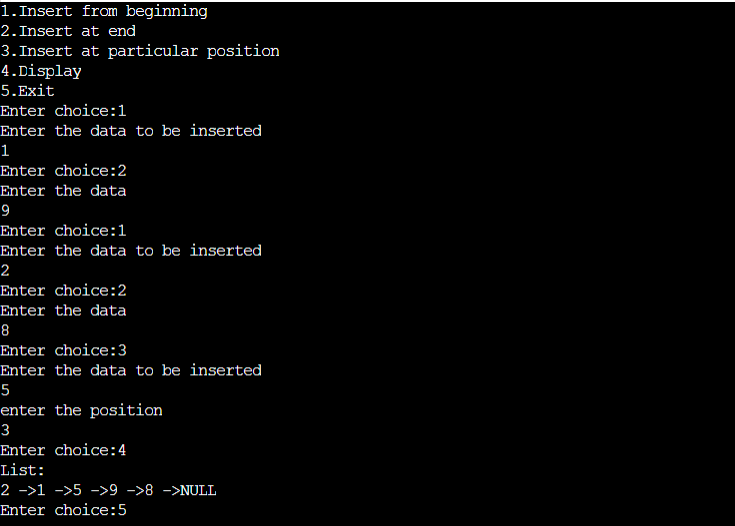 1.Insert from beginning
2.Insert at end
3.Insert at particular position
4.Display
5.Exit
Enter choice:1
Enter the data to be inserted
1
Enter choice:2
Enter the data
9
Enter choice:1
Enter the data to be inserted
2
Enter choice:2
Enter the data
8
Enter choice:3
Enter the data to be inserted
5
enter the position
3
Enter choice:4
List:
2 ->1 ->5 ->9 ->8 ->NULL
Enter choice:5